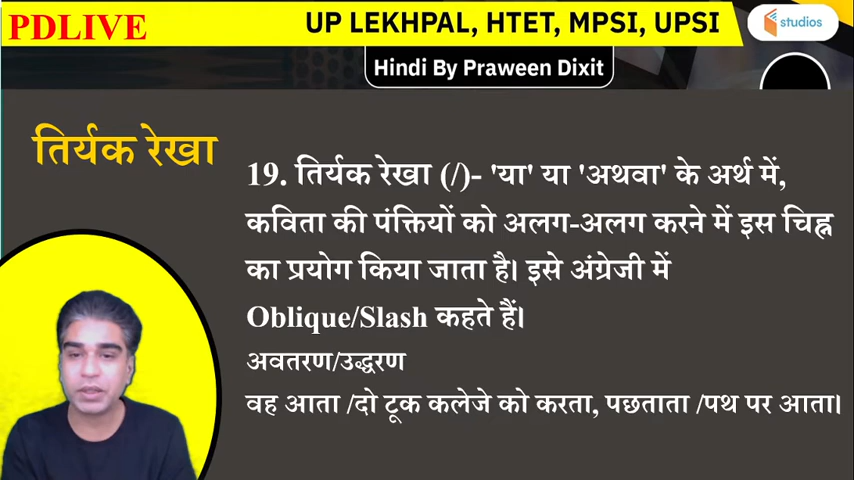 PDLIVE
UP LEKHPAL, HTET, MPSI, UPSI
studios
Hindi By Praween Dixit
तिर्यक रेखा
19. तिर्यक रेखा (/)- 'या' या 'अथवा' के अर्थ में,
कविता की पंक्तियों को अलग-अलग करने में इस चिह्न
का प्रयोग किया जाता है। इसे अंग्रेजी में
Oblique/Slash कहते हैं।
अवतरण/उद्धरण
वह आता /दो टूक कलेजे को करता, पछताता /पथ पर आता।